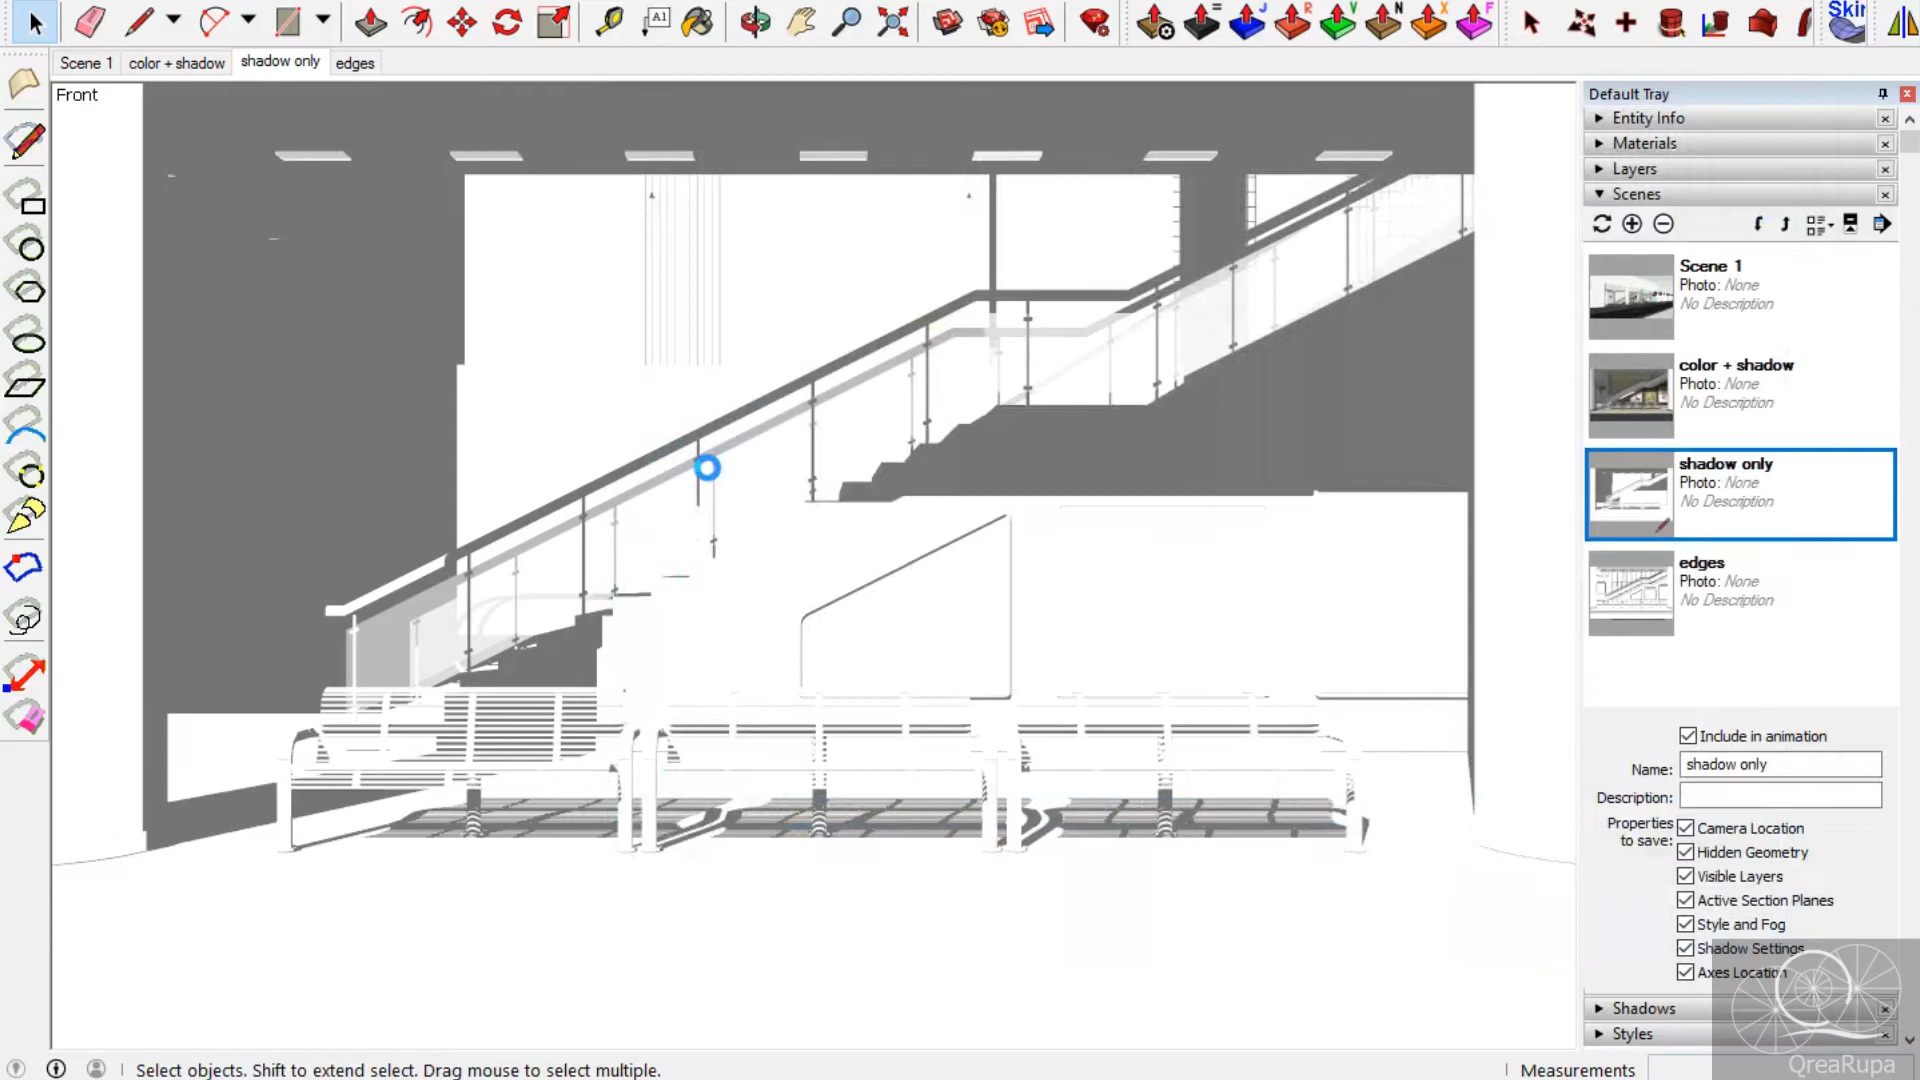 A1
=
J
R
V
N
X
F
Skir
Scene 1
color + shadow
shadow only
edges
Front
Default Tray
Entity Info
Materials
Layers
Scenes
Scene 1
Photo: None
No Description
color + shadow
Photo: None
No Description
shadow only
Photo: None
No Description
edges
Photo: None
No Description
Include in animation
Name: shadow only
Description:
Properties
to save:
Camera Location
Hidden Geometry
Visible Layers
Active Section Planes
Style and Fog
Shadow Settings
Axes Location
Shadows
Styles
QreaRupa
Select objects. Shift to extend select. Drag mouse to select multiple.
Measurements